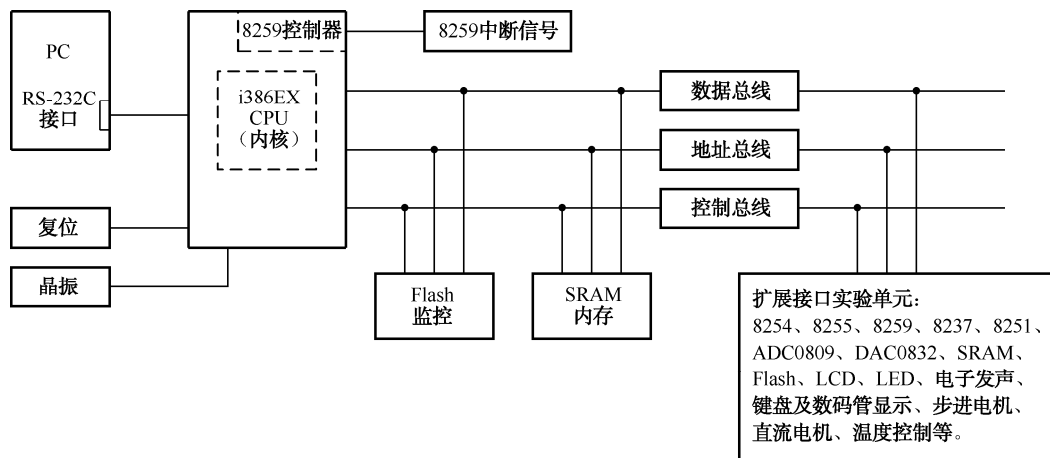 PC
RS-232C
接口
8259控制器
8259中断信号
i386EX
CPU
（内核）
数据总线
地址总线
控制总线
复位
晶振
Flash
监控
SRAM
内存
扩展接口实验单元：
8254、8255、8259、8237、8251、
ADC0809、DAC0832、SRAM、
Flash、LCD、LED、电子发声、
键盘及数码管显示、步进电机、
直流电机、温度控制等。